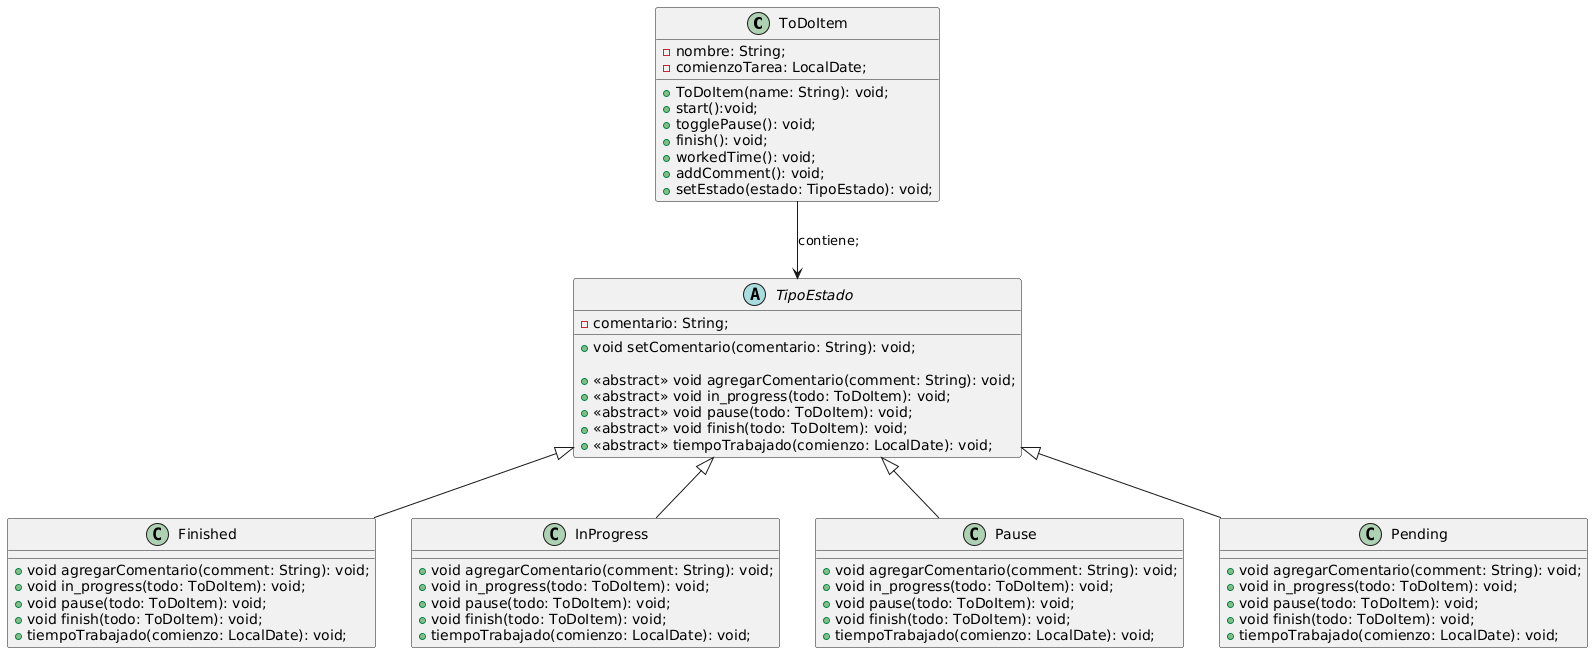 C ToDoItem
nombre: String;
comienzoTarea: LocalDate;
ToDoItem(name: String): void;
start():void;
togglePause(): void;
finish(): void;
workedTime(): void;
addComment(): void;
setEstado(estado: TipoEstado): void;
contiene;
A TipoEstado
comentario: String;
void setComentario(comentario: String): void;
«abstract» void agregarComentario(comment: String): void;
«abstract» void in_progress(todo: ToDoItem): void;
«abstract» void pause(todo: ToDoItem): void;
«abstract» void finish(todo: ToDoItem): void;
«abstract» tiempoTrabajado(comienzo: LocalDate): void;
C Finished
void agregarComentario(comment: String): void;
void in_progress(todo: ToDoItem): void;
void pause(todo: ToDoItem): void;
void finish(todo: ToDoItem): void;
tiempoTrabajado(comienzo: LocalDate): void;
C InProgress
void agregarComentario(comment: String): void;
void in_progress(todo: ToDoItem): void;
void pause(todo: ToDoItem): void;
void finish(todo: ToDoItem): void;
tiempoTrabajado(comienzo: LocalDate): void;
C Pause
void agregarComentario(comment: String): void;
void in_progress(todo: ToDoItem): void;
void pause(todo: ToDoItem): void;
void finish(todo: ToDoItem): void;
tiempoTrabajado(comienzo: LocalDate): void;
C Pending
void agregarComentario(comment: String): void;
void in_progress(todo: ToDoItem): void;
void pause(todo: ToDoItem): void;
void finish(todo: ToDoItem): void;
tiempoTrabajado(comienzo: LocalDate): void;